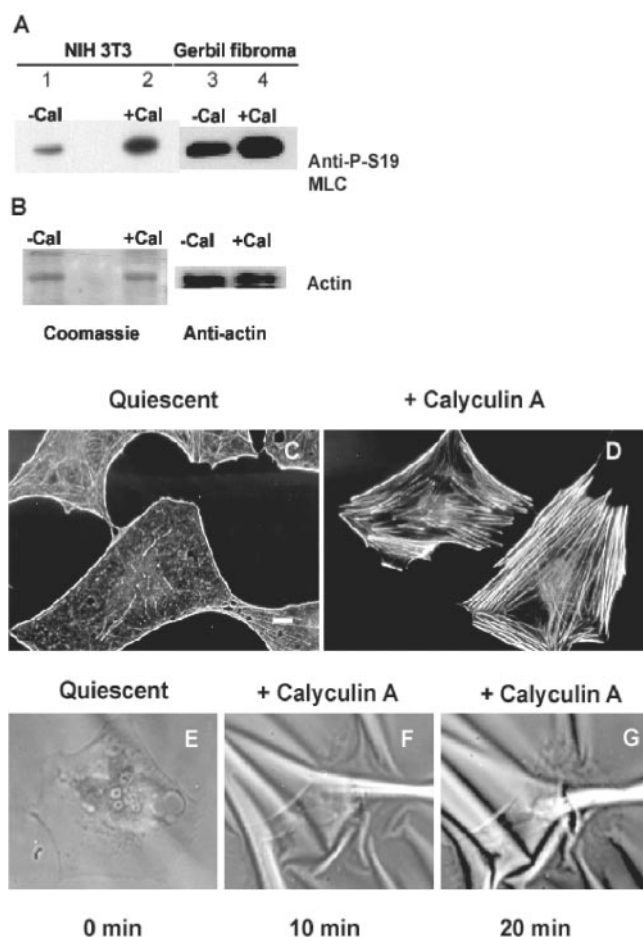 A
NIH 3T3 Gerbil fibroma
1 2 3 4
-Cal +Cal -Cal +Cal
Anti-P-S19
MLC
B
-Cal +Cal -Cal +Cal
Actin
Coomassie Anti-actin
Quiescent + Calyculin A
C D
Quiescent + Calyculin A + Calyculin A
E F G
0 min 10 min 20 min